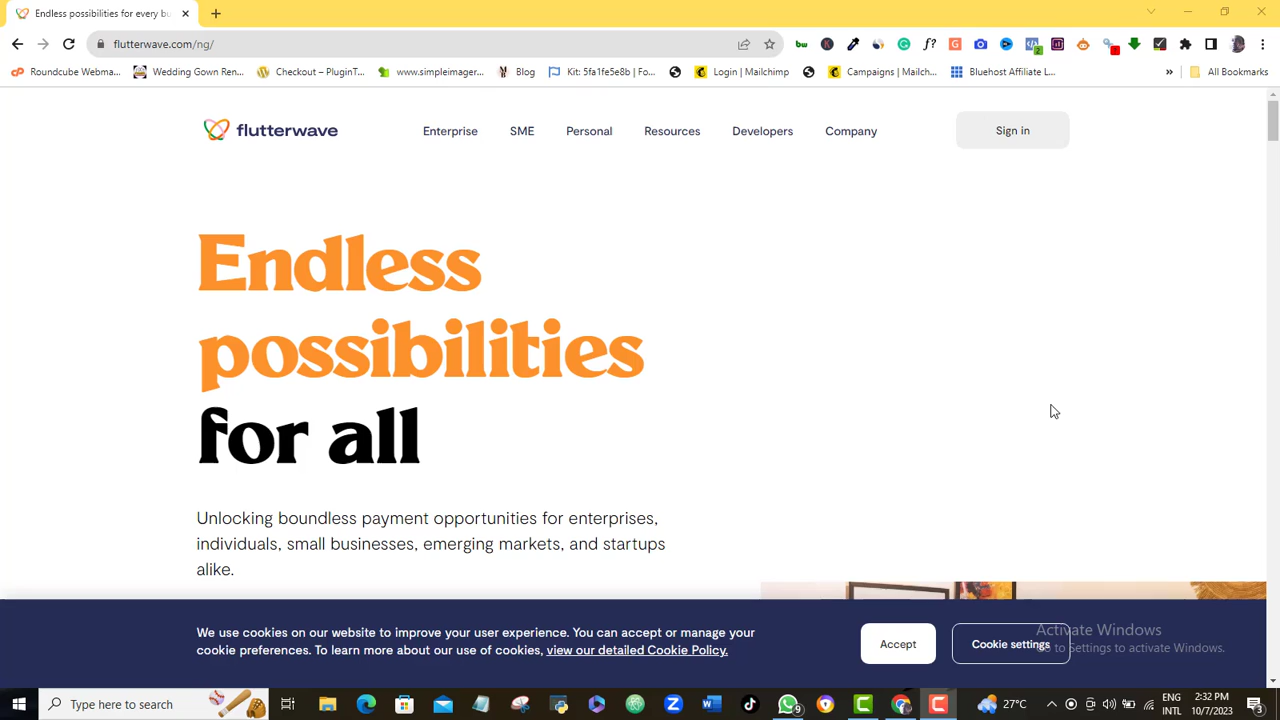 Endless possibilities for every bu
flutterwave.com/ng/
Roundcube Webma...
Wedding Gown Ren...
Checkout – PluginT...
www.simpleimager...
Blog
Kit: 5fa1fe5e8b | Fo...
Login | Mailchimp
Campaigns | Mailch...
Bluehost Affiliate L...
»
All Bookmarks
flutterwave
Enterprise
SME
Personal
Resources
Developers
Company
Sign in
Endless
possibilities
for all
Unlocking boundless payment opportunities for enterprises,
individuals, small businesses, emerging markets, and startups
alike.
We use cookies on our website to improve your user experience. You can accept or manage your
cookie preferences. To learn more about our use of cookies, view our detailed Cookie Policy.
Accept
Cookie settings
Activate Windows
Go to Settings to activate Windows.
Type here to search
9
27°C
ENG
INTL
2:32 PM
10/7/2023
3